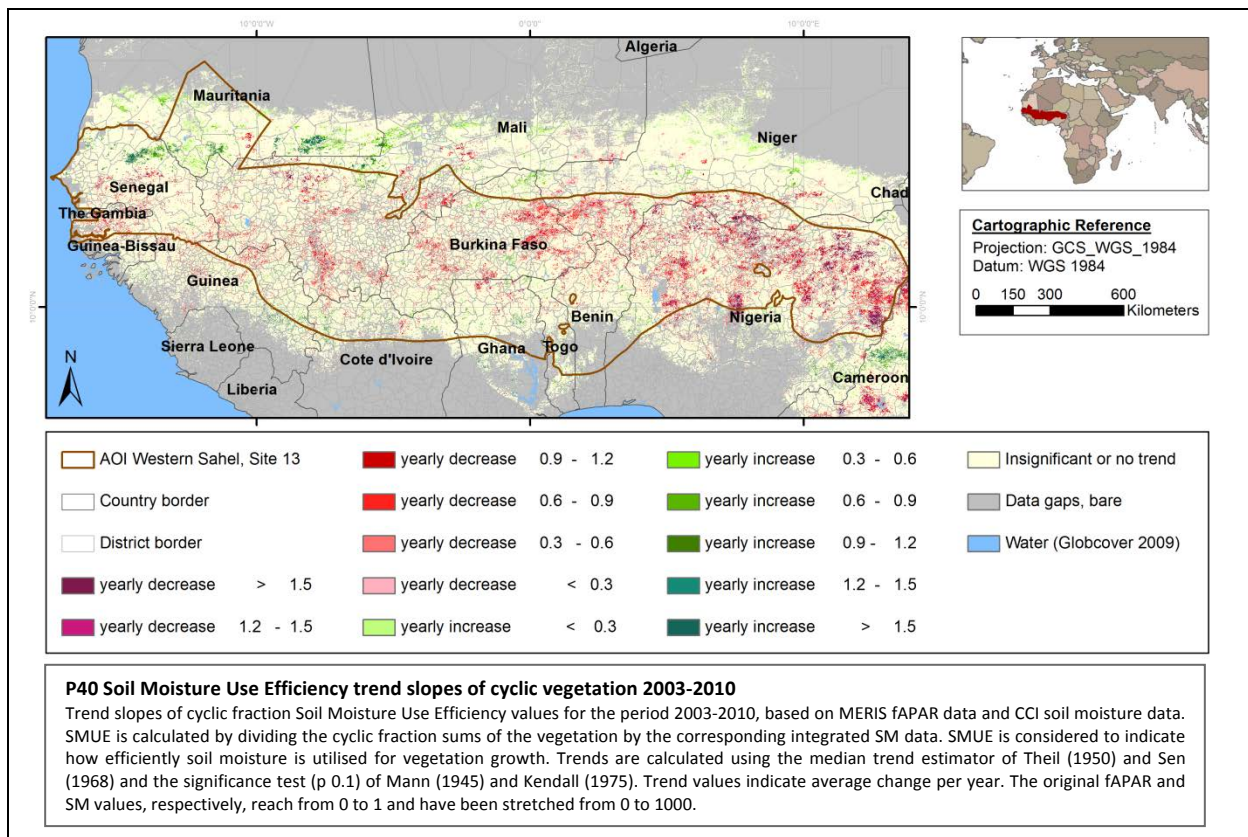 10°0'0"W 0°0'0" 10°0'0"E
Algeria
Mauritania
Mali
Niger
Senegal
Chad
The Gambia
Guinea-Bissau
Burkina Faso
Guinea
10°0'0"N 10°0'0"N
Benin
Nigeria
Sierra Leone
Cote d'Ivoire
Ghana
Togo
Liberia
Cameroon
N
Cartographic Reference
Projection: GCS_WGS_1984
Datum: WGS 1984
0 150 300 600
Kilometers
AOI Western Sahel, Site 13
yearly decrease 0.9 - 1.2
yearly increase 0.3 - 0.6
Insignificant or no trend
Country border
yearly decrease 0.6 - 0.9
yearly increase 0.6 - 0.9
Data gaps, bare
District border
yearly decrease 0.3 - 0.6
yearly increase 0.9 - 1.2
Water (Globcover 2009)
yearly decrease > 1.5
yearly decrease < 0.3
yearly increase 1.2 - 1.5
yearly decrease 1.2 - 1.5
yearly increase < 0.3
yearly increase > 1.5
P40 Soil Moisture Use Efficiency trend slopes of cyclic vegetation 2003-2010
Trend slopes of cyclic fraction Soil Moisture Use Efficiency values for the period 2003-2010, based on MERIS fAPAR data and CCI soil moisture data.
SMUE is calculated by dividing the cyclic fraction sums of the vegetation by the corresponding integrated SM data. SMUE is considered to indicate
how efficiently soil moisture is utilised for vegetation growth. Trends are calculated using the median trend estimator of Theil (1950) and Sen
(1968) and the significance test (p 0.1) of Mann (1945) and Kendall (1975). Trend values indicate average change per year. The original fAPAR and
SM values, respectively, reach from 0 to 1 and have been stretched from 0 to 1000.